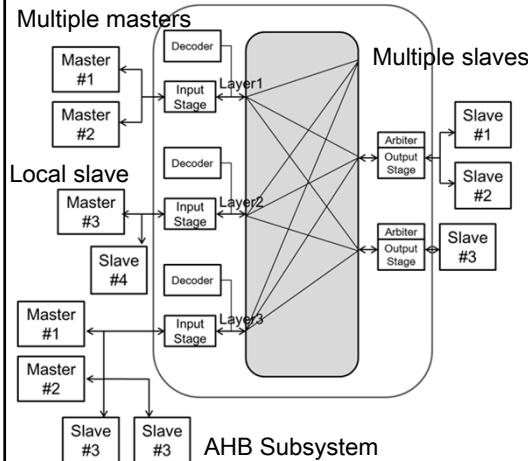 Multiple masters
Decoder
Multiple slaves
Master
#1
Layer1
Input
Stage
Master
#2
Slave
#1
Arbiter
Output
Stage
Decoder
Local slave
Slave
#2
Master
#3
Layer2
Input
Stage
Arbiter
Output
Stage
Slave
#3
Slave
#4
Decoder
Master
#1
Layer3
Input
Stage
Master
#2
Slave
#3
Slave
#3
AHB Subsystem